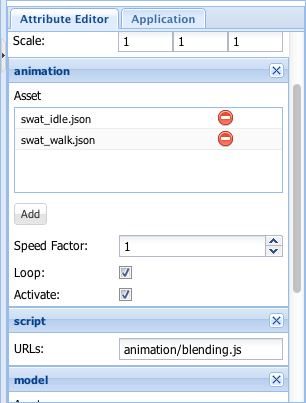 Attribute Editor Application
Scale: 1 1 1
animation
Asset
swat_idle.json
swat_walk.json
Add
Speed Factor: 1
Loop:
Activate:
script
URLs: animation/blending.js
model